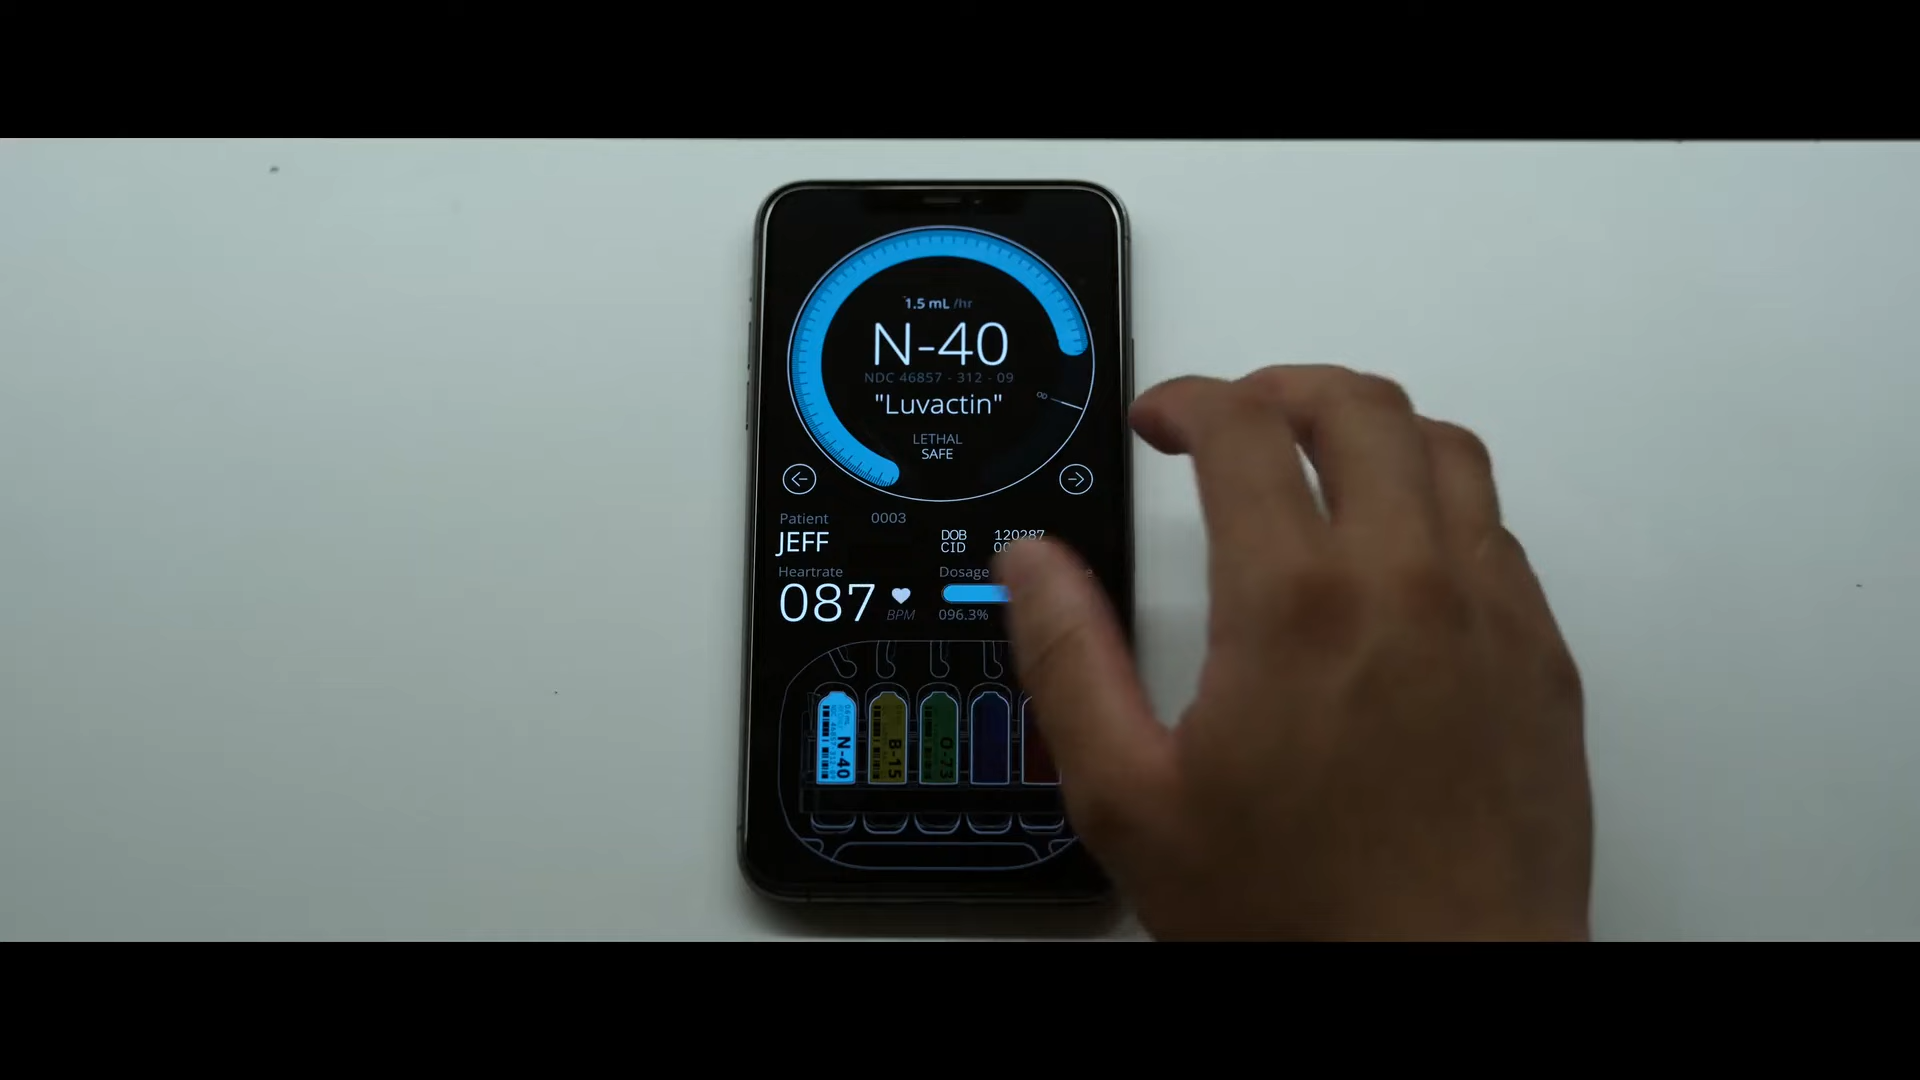 1.5 mL /hr
N-40
NDC 46857 - 312 - 09
"Luvactin"
∞
LETHAL
SAFE
Patient 0003
JEFF
DOB 120287
CID
Heartrate
087
BPM
Dosage
096.3%
N-40
B-15
O-73